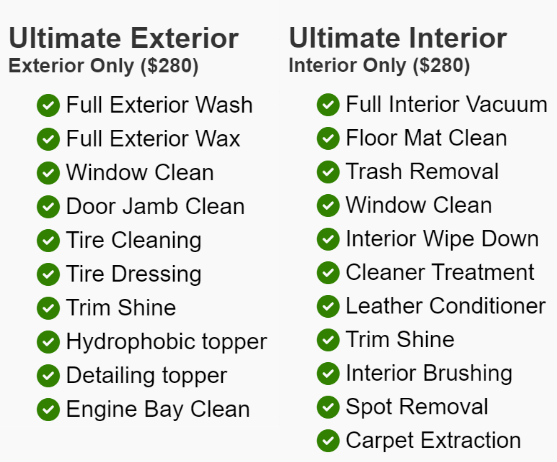 Ultimate Exterior
Exterior Only ($280)
Full Exterior Wash
Full Exterior Wax
Window Clean
Door Jamb Clean
Tire Cleaning
Tire Dressing
Trim Shine
Hydrophobic topper
Detailing topper
Engine Bay Clean
Ultimate Interior
Interior Only ($280)
Full Interior Vacuum
Floor Mat Clean
Trash Removal
Window Clean
Interior Wipe Down
Cleaner Treatment
Leather Conditioner
Trim Shine
Interior Brushing
Spot Removal
Carpet Extraction